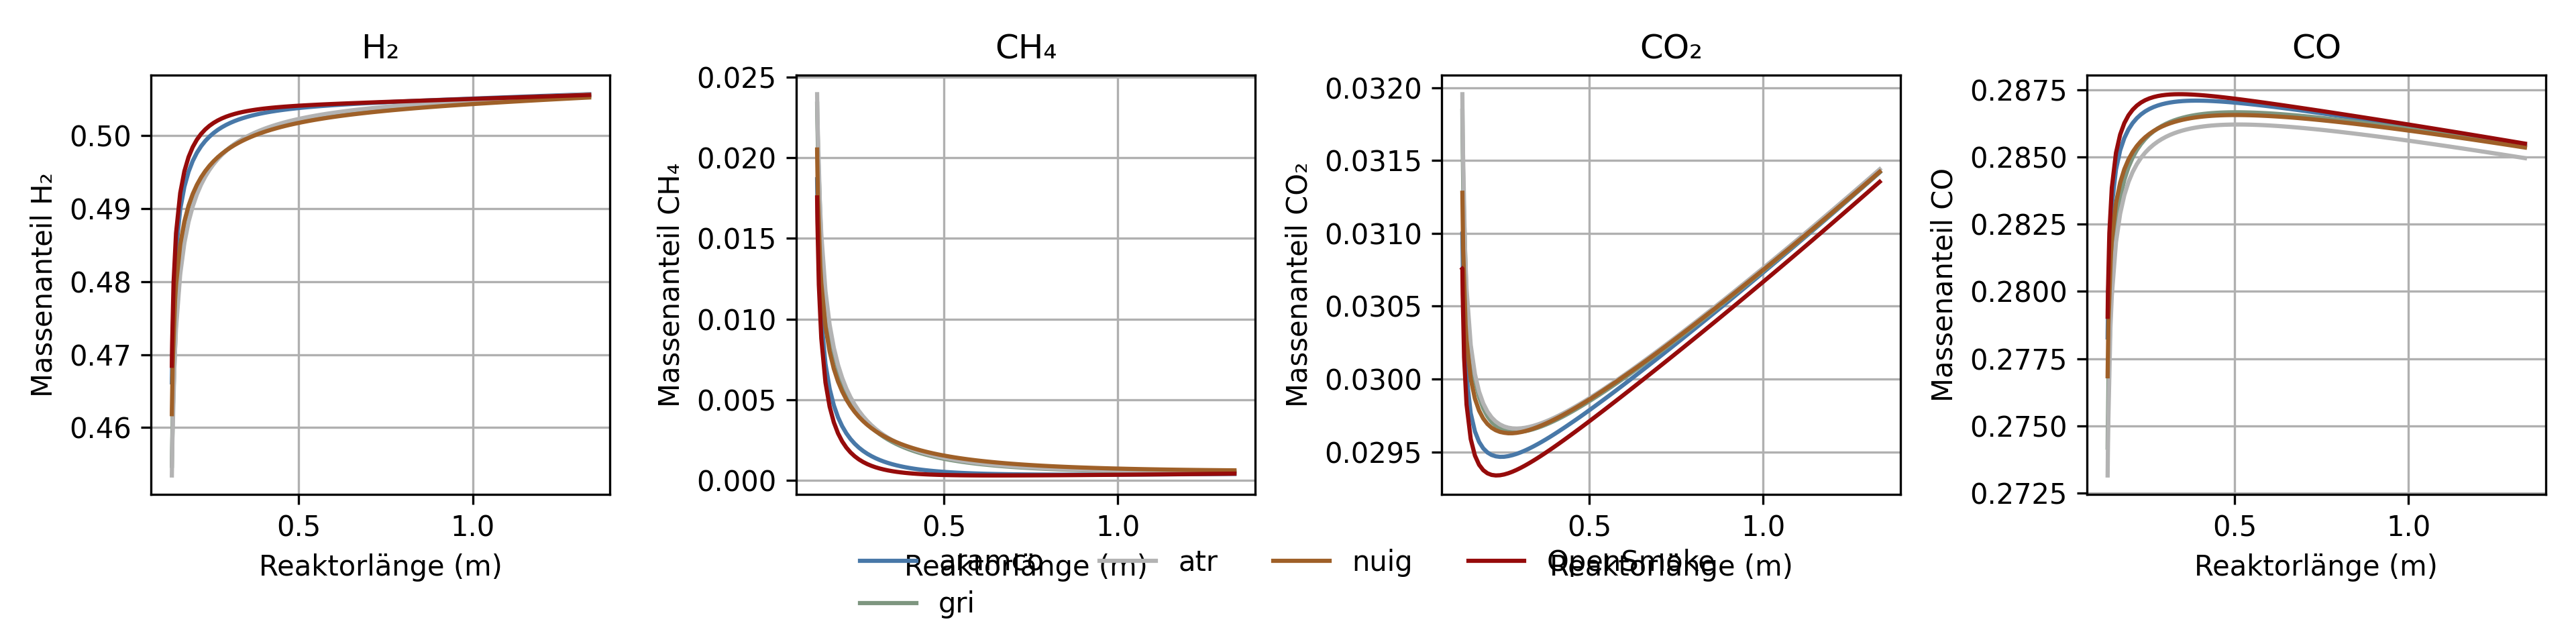 H₂
0.50
0.49
0.48
0.47
0.46
0.5 1.0
Massenanteil H₂
Reaktorlänge (m)
CH₄
0.025
0.020
0.015
0.010
0.005
0.000
0.5 1.0
Massenanteil CH₄
Reaktorlänge (m)
CO₂
0.0320
0.0315
0.0310
0.0305
0.0300
0.0295
0.5 1.0
Massenanteil CO₂
Reaktorlänge (m)
CO
0.2875
0.2850
0.2825
0.2800
0.2775
0.2750
0.2725
0.5 1.0
Massenanteil CO
Reaktorlänge (m)
aramco atr nuig OpenSmoke
gri